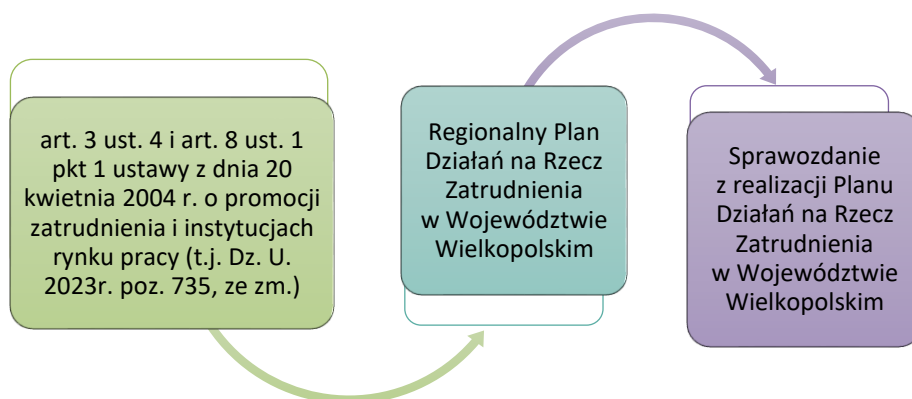 art. 3 ust. 4 i art. 8 ust. 1
pkt 1 ustawy z dnia 20
kwietnia 2004 r. o promocji
zatrudnienia i instytucjach
rynku pracy (t.j. Dz. U.
2023r. poz. 735, ze zm.)
Regionalny Plan
Działań na Rzecz
Zatrudnienia
w Województwie
Wielkopolskim
Sprawozdanie
z realizacji Planu
Działań na Rzecz
Zatrudnienia
w Województwie
Wielkopolskim